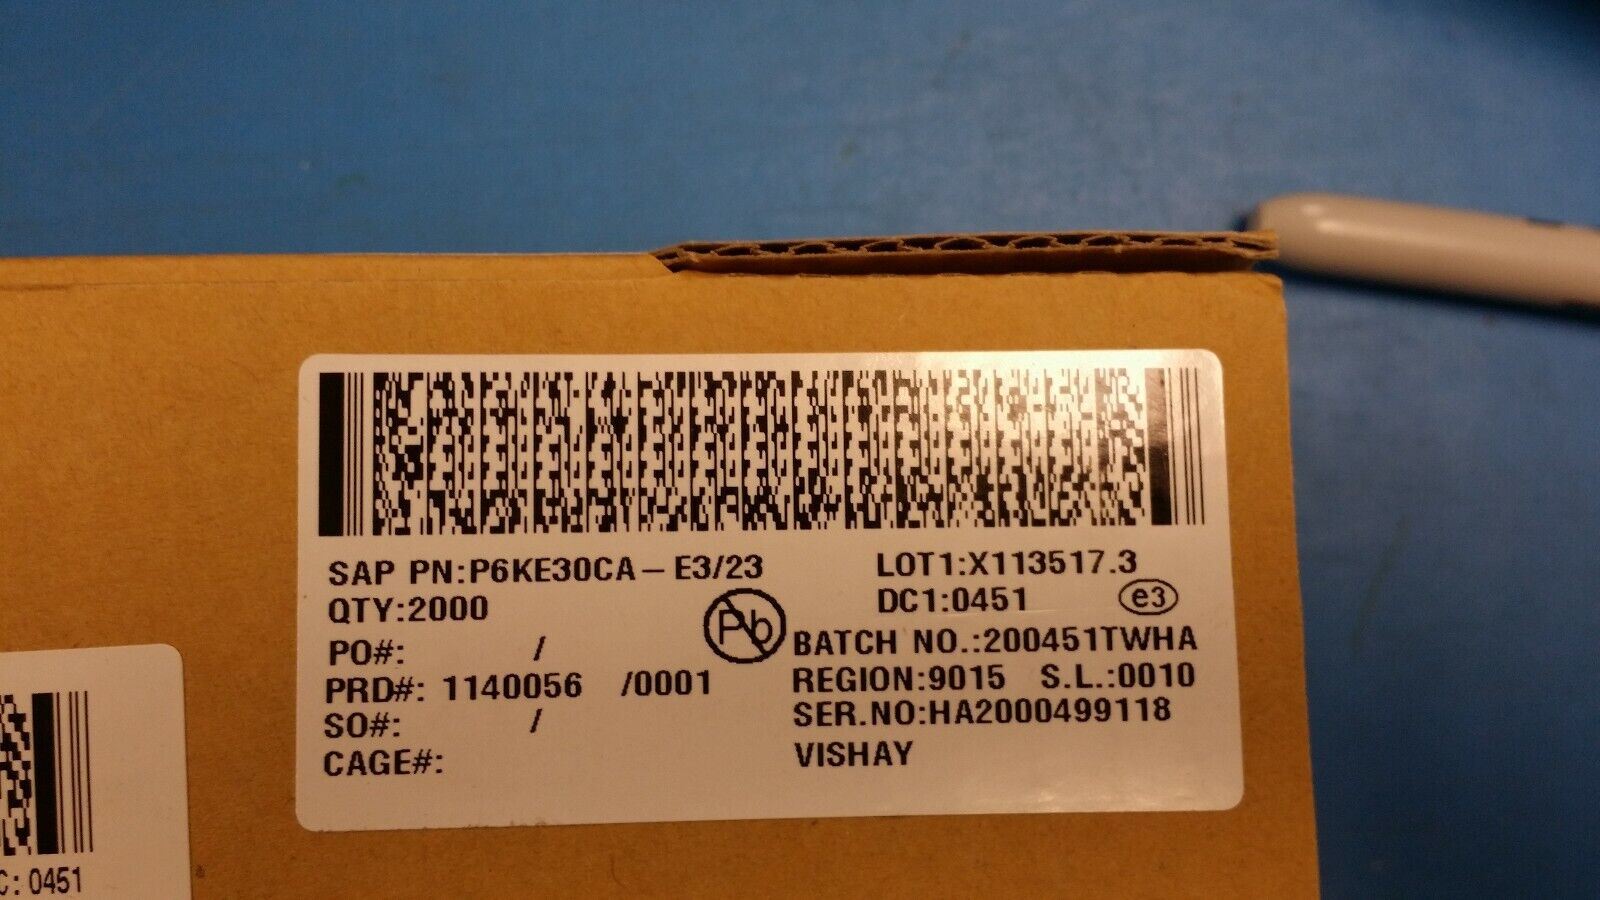 SAP PN:P6KE30CA – E3/23
QTY:2000
PO#: /
PRD#: 1140056 /0001
SO#: /
CAGE#:
Pb
LOT1:X113517.3
DC1:0451 e3
BATCH NO.:200451TWHA
REGION:9015 S.L.:0010
SER.NO:HA2000499118
VISHAY
C: 0451